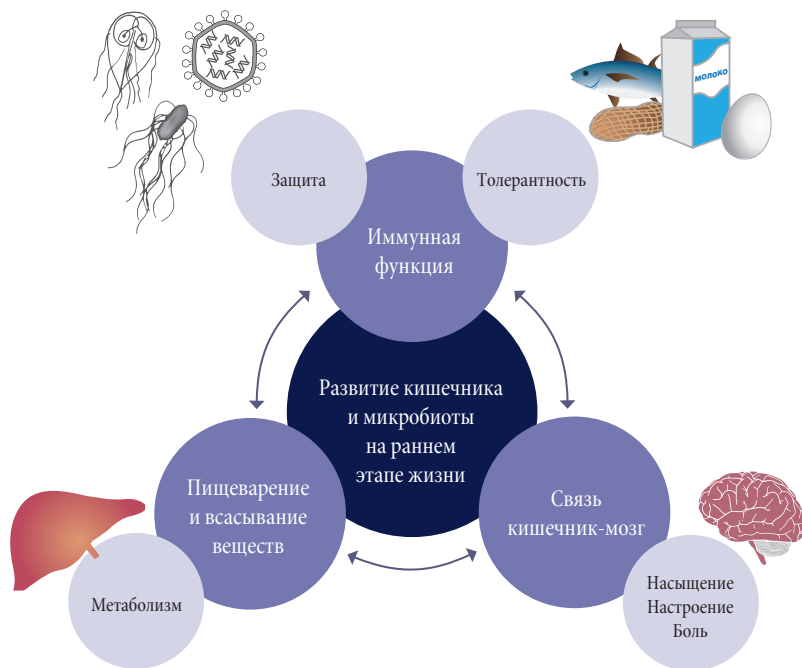 МОЛОКО
Защита
Толерантность
Иммунная
функция
Развитие кишечника
и микробиоты
на раннем
этапе жизни
Пищеварение
и всасывание
веществ
Связь
кишечник-мозг
Метаболизм
Насыщение
Настроение
Боль